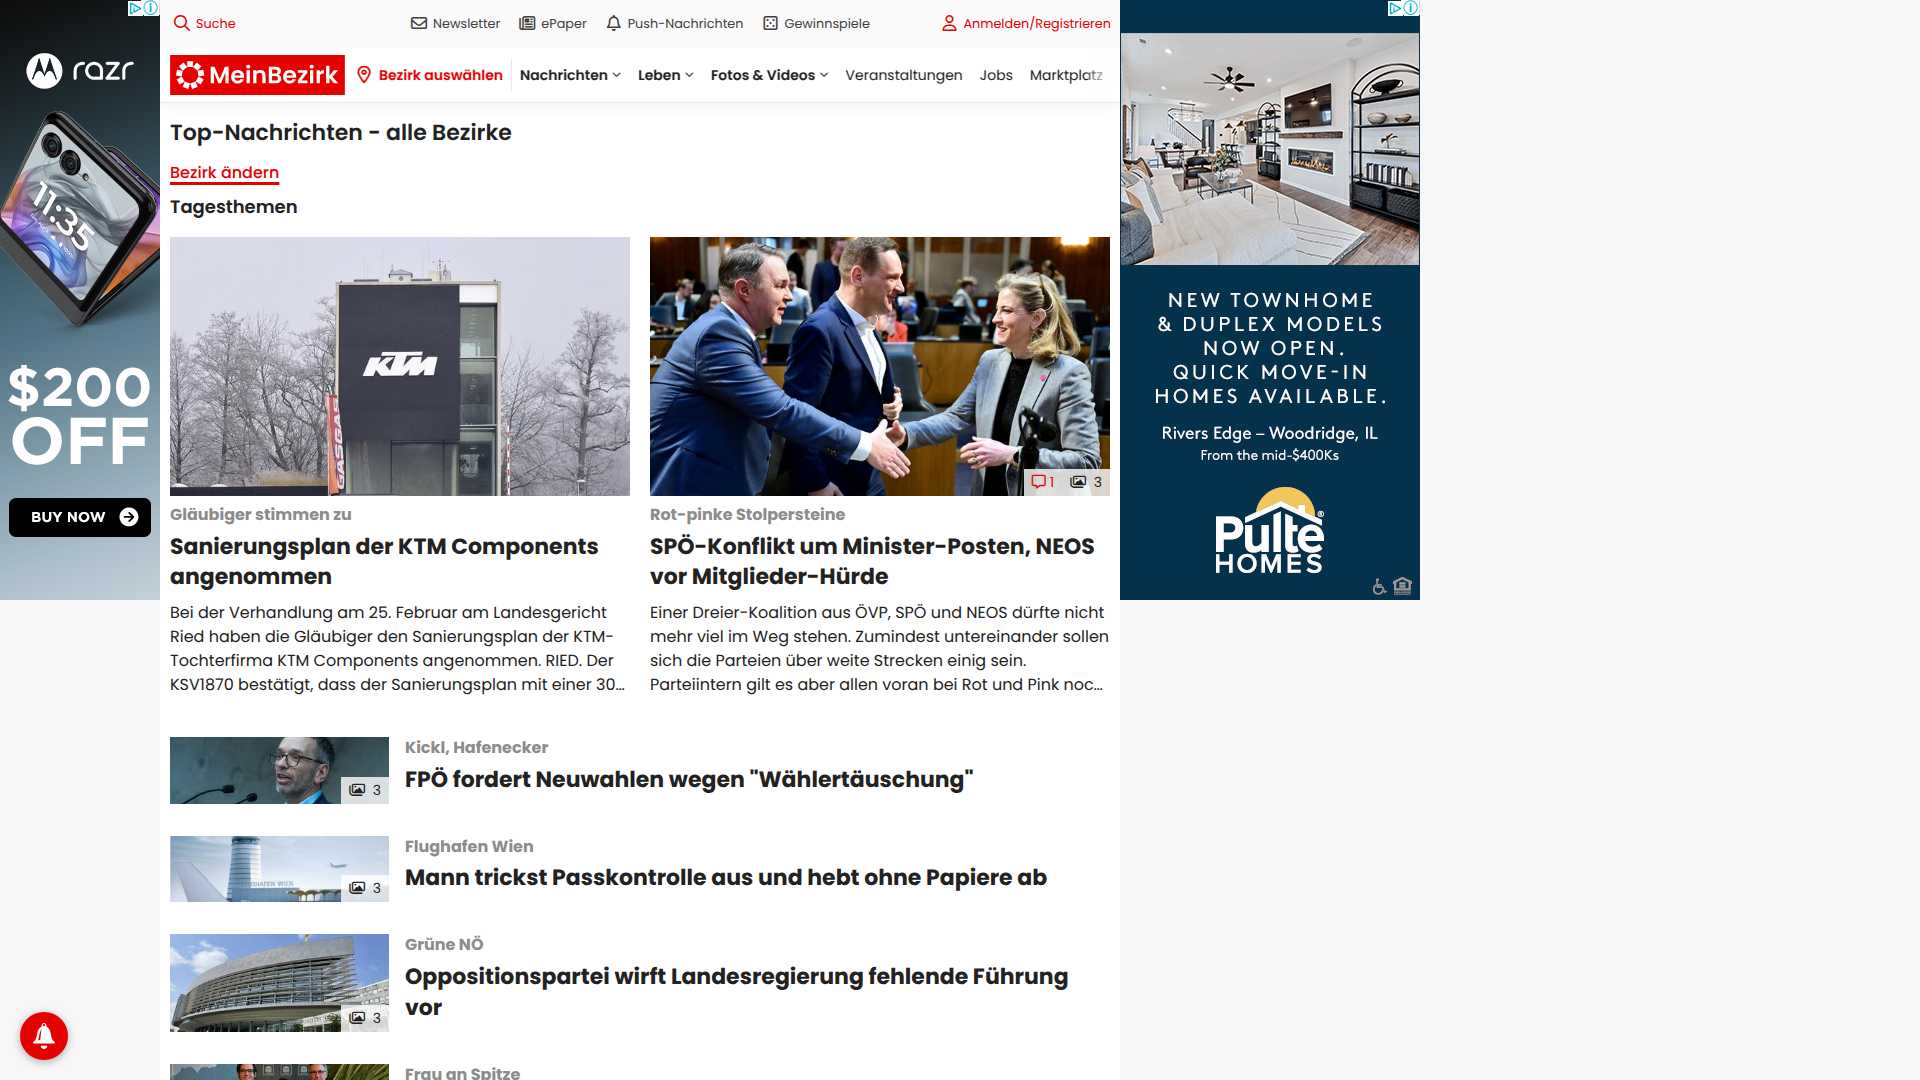 Suche
Newsletter
ePaper
Push-Nachrichten
Gewinnspiele
Anmelden/Registrieren
MeinBezirk
Bezirk auswählen
Nachrichten
Leben
Fotos & Videos
Veranstaltungen
Jobs
Marktplatz
razr
11:35
$200
OFF
BUY NOW
Top-Nachrichten - alle Bezirke
Bezirk ändern
Tagesthemen
KTM
GASGAS
Gläubiger stimmen zu
Sanierungsplan der KTM Components
angenommen
Bei der Verhandlung am 25. Februar am Landesgericht
Ried haben die Gläubiger den Sanierungsplan der KTM-
Tochterfirma KTM Components angenommen. RIED. Der
KSV1870 bestätigt, dass der Sanierungsplan mit einer 30...
1
3
Rot-pinke Stolpersteine
SPÖ-Konflikt um Minister-Posten, NEOS
vor Mitglieder-Hürde
Einer Dreier-Koalition aus ÖVP, SPÖ und NEOS dürfte nicht
mehr viel im Weg stehen. Zumindest untereinander sollen
sich die Parteien über weite Strecken einig sein.
Parteiintern gilt es aber allen voran bei Rot und Pink noc...
3
Kickl, Hafenecker
FPÖ fordert Neuwahlen wegen "Wählertäuschung"
3
Flughafen Wien
Mann trickst Passkontrolle aus und hebt ohne Papiere ab
3
Grüne NÖ
Oppositionspartei wirft Landesregierung fehlende Führung
vor
Frau an Spitze
NEW TOWNHOME
& DUPLEX MODELS
NOW OPEN.
QUICK MOVE-IN
HOMES AVAILABLE.
Rivers Edge – Woodridge, IL
From the mid-$400Ks
Pulte®
HOMES